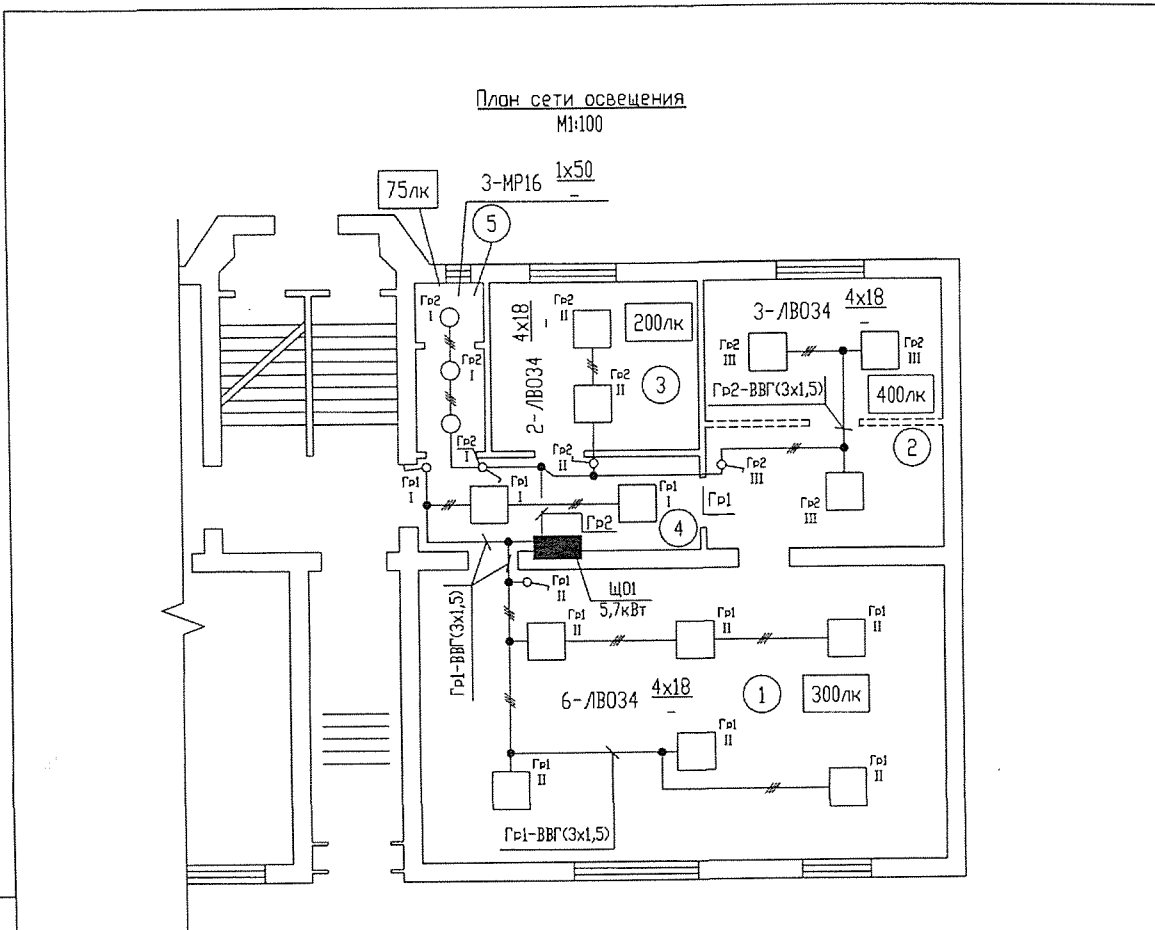 План сети освещения
М1:100
75лк
3-МР16 1х50
-
5
Гр2
I
4х18
-
2-ЛВО34
Гр2
II
200лк
3-ЛВО34 4х18
-
Гр2
I
Гр2
II
3
Гр2
III
Гр2
III
Гр2-ВВГ(3х1,5)
400лк
2
Гр2
I
Гр2
II
Гр2
III
Гр1
I
Гр1
I
Гр1
I
Гр1
Гр2
III
Гр2
4
ЩО1
5,7кВт
Гр1
II
Гр1-ВВГ(3х1,5)
Гр1
II
Гр1
II
Гр1
II
6-ЛВО34 4х18
-
1
300лк
Гр1
II
Гр1
II
Гр1
II
Гр1-ВВГ(3х1,5)